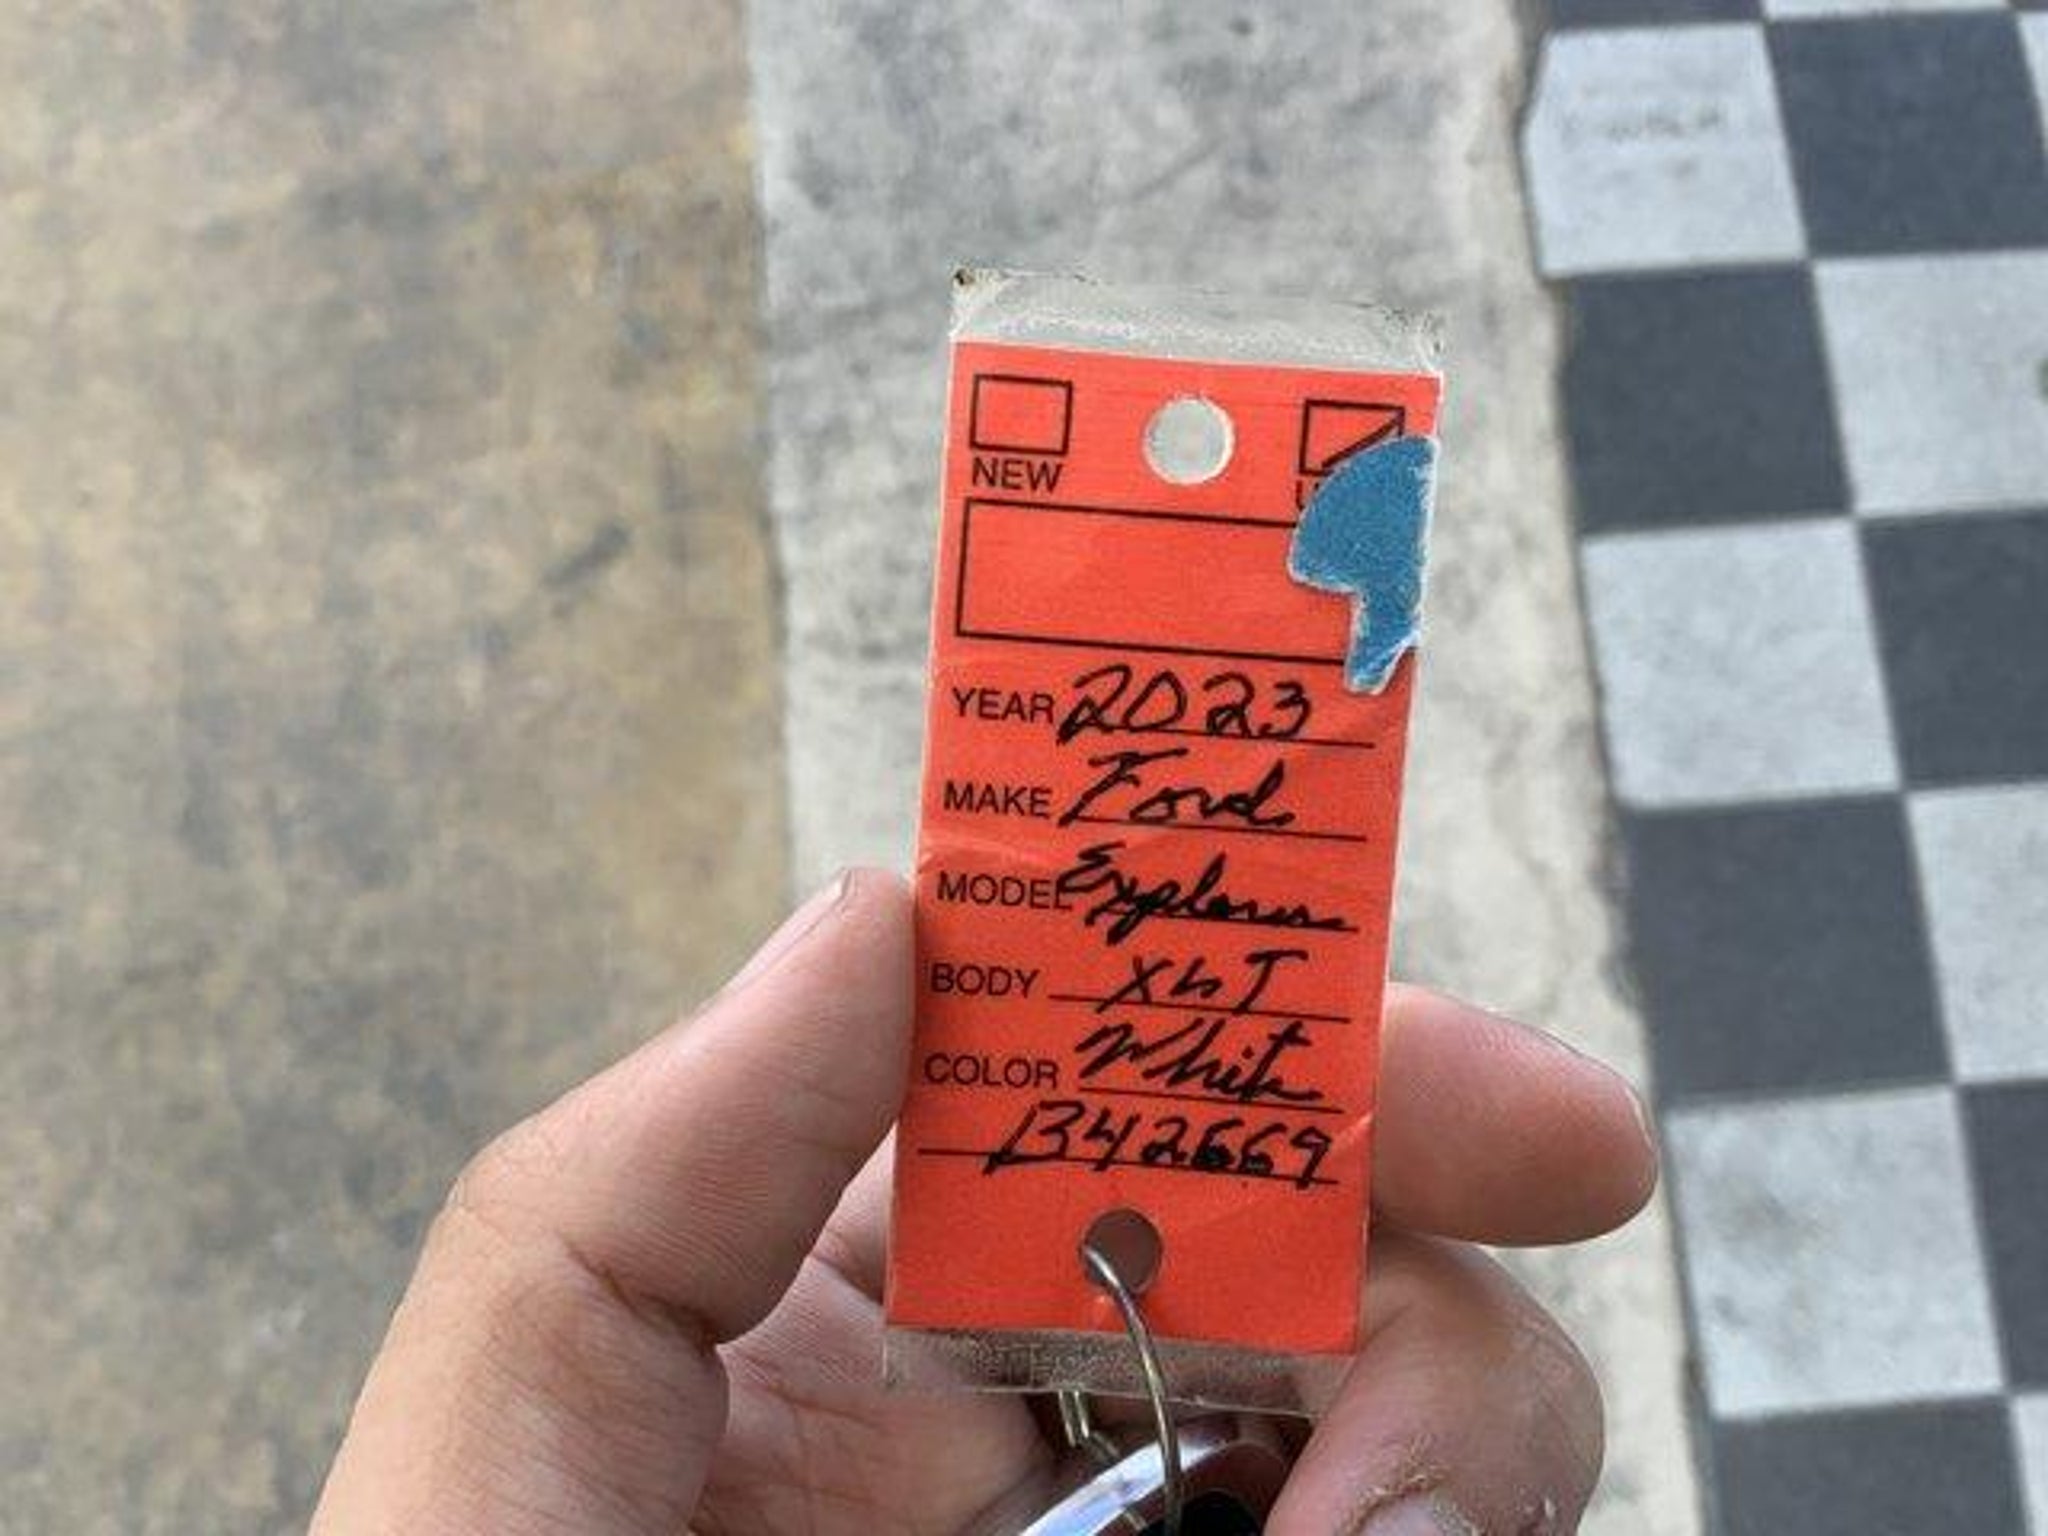 NEW
YEAR 2023
MAKE Ford
MODEL Explorer
BODY XLT
COLOR White
B42669